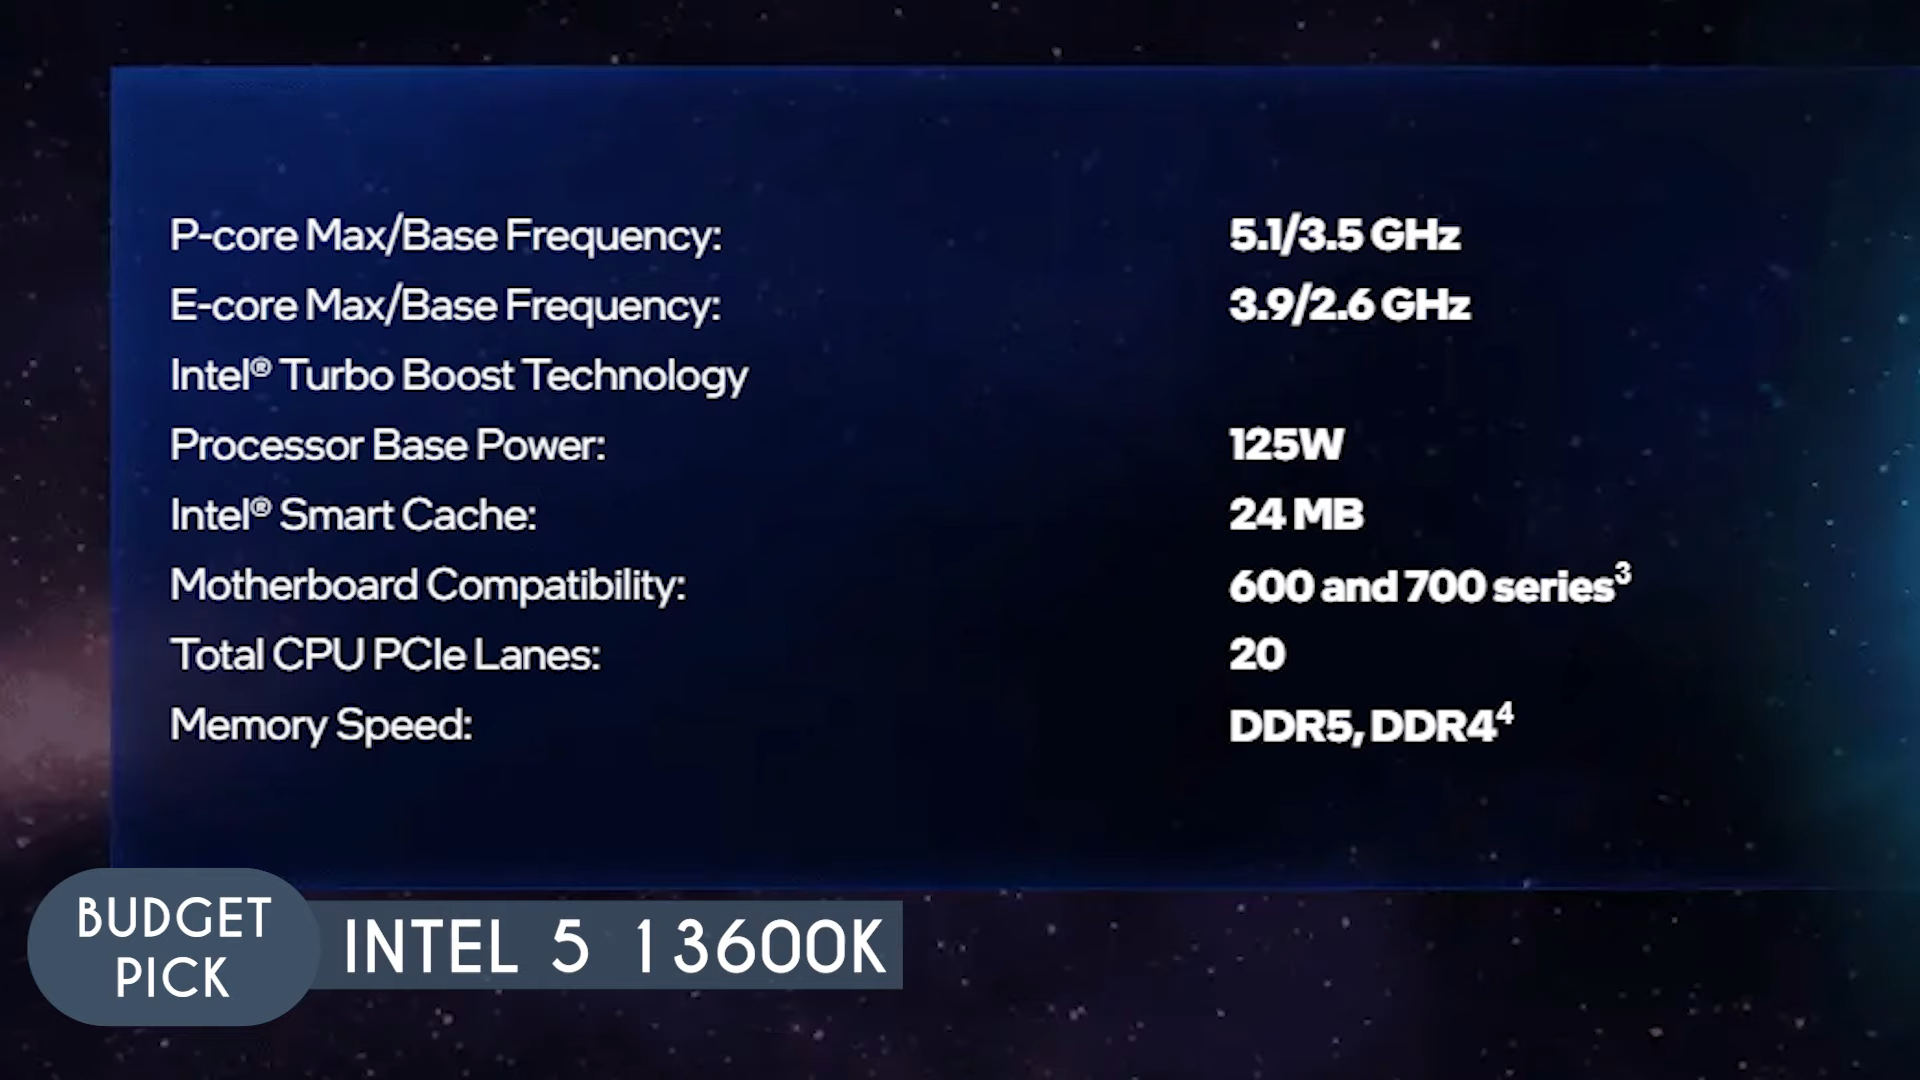 P-core Max/Base Frequency: 5.1/3.5 GHz
E-core Max/Base Frequency: 3.9/2.6 GHz
Intel® Turbo Boost Technology
Processor Base Power: 125W
Intel® Smart Cache: 24 MB
Motherboard Compatibility: 600 and 700 series³
Total CPU PCIe Lanes: 20
Memory Speed: DDR5, DDR4⁴
BUDGET
PICK
INTEL 5 13600K